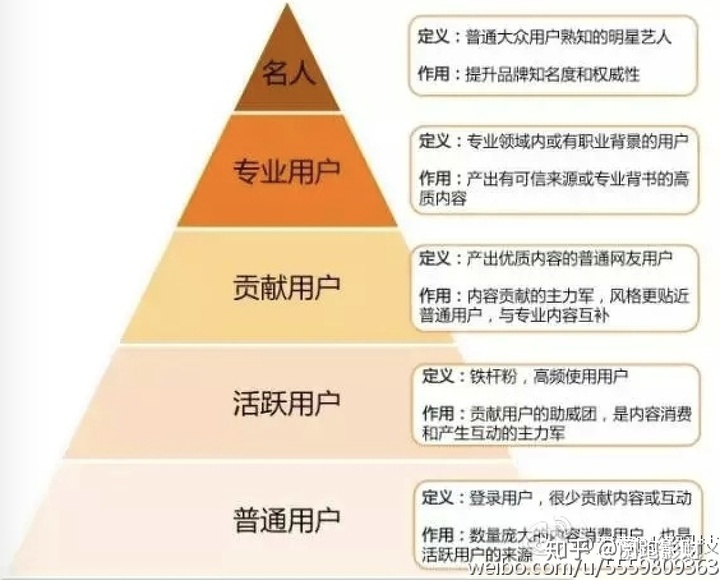 名人
定义：普通大众用户熟知的明星艺人
作用：提升品牌知名度和权威性
专业用户
定义：专业领域内或有职业背景的用户
作用：产出有可信来源或专业背书的高
质内容
贡献用户
定义：产出优质内容的普通网友用户
作用：内容贡献的主力军，风格更贴近
普通用户，与专业内容互补
活跃用户
定义：铁杆粉，高频使用用户
作用：贡献用户的助威团，是内容消费
和产生互动的主力军
普通用户
定义：登录用户，很少贡献内容或互动
作用：数量庞大的内容消费用户，也是
活跃用户的来源
知乎
weibo.com/u/5559809363